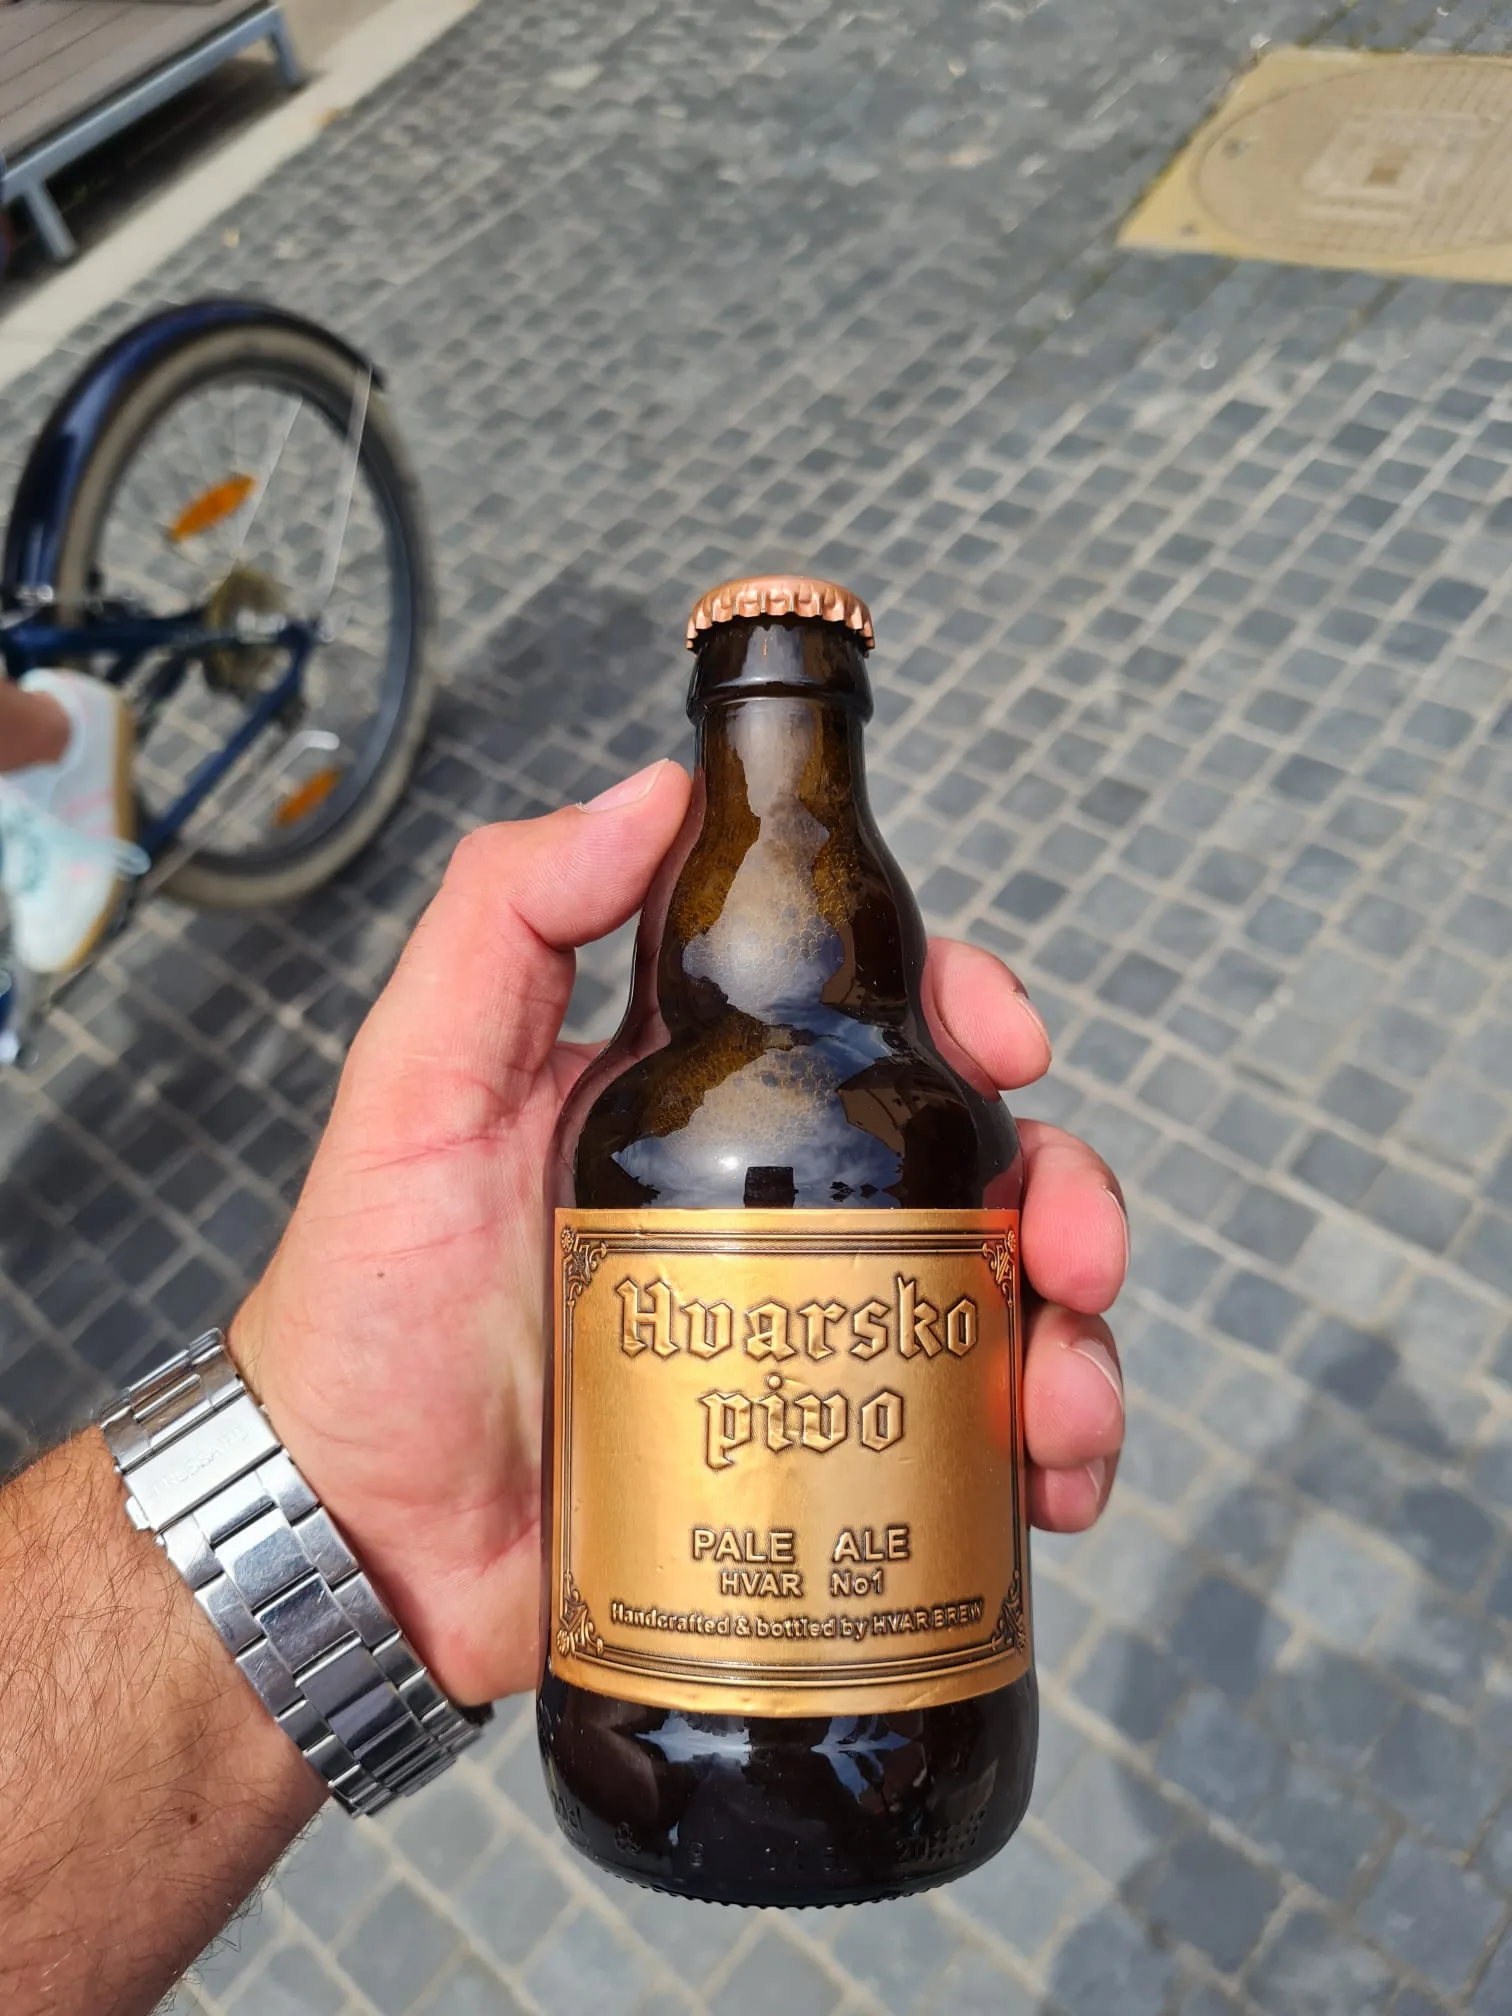 Hvarsko
pivo
PALE ALE
HVAR No1
Handcrafted & bottled by HVAR BREW